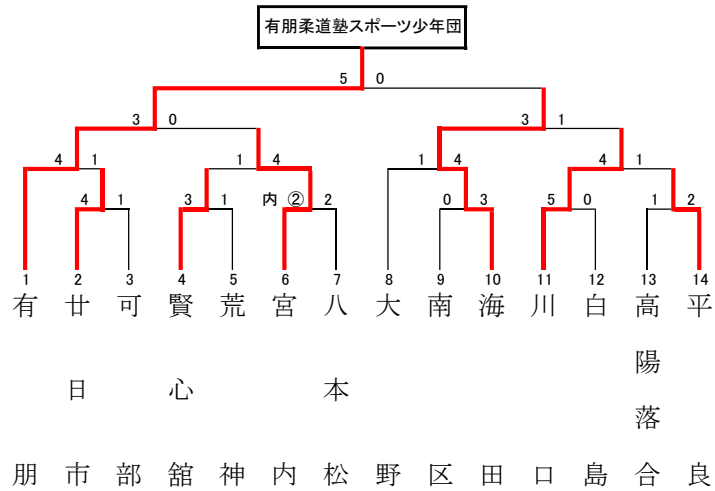 有朋柔道塾スポーツ少年団
5 0
3 0 3 1
4 1 1 4 1 4 4 1
4 1 3 1 内 ② 2 0 3 5 0 1 2
1 2 3 4 5 6 7 8 9 10 11 12 13 14
有朋
廿日市
可部
賢心舘
荒神
宮内
八本松
大野
南区
海田
川口
白島
高陽落合
平良